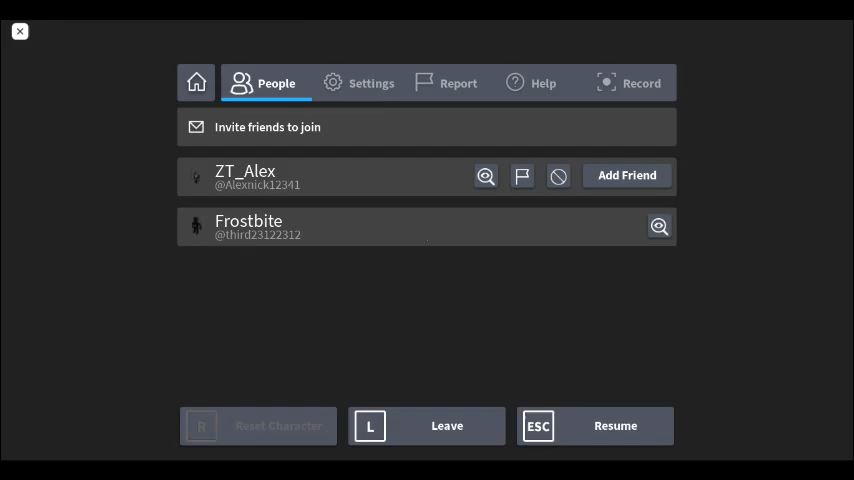 People
Settings
Report
Help
Record
Invite friends to join
ZT_Alex
@Alexnick12341
Add Friend
Frostbite
@third23122312
R
Reset Character
L
Leave
ESC
Resume